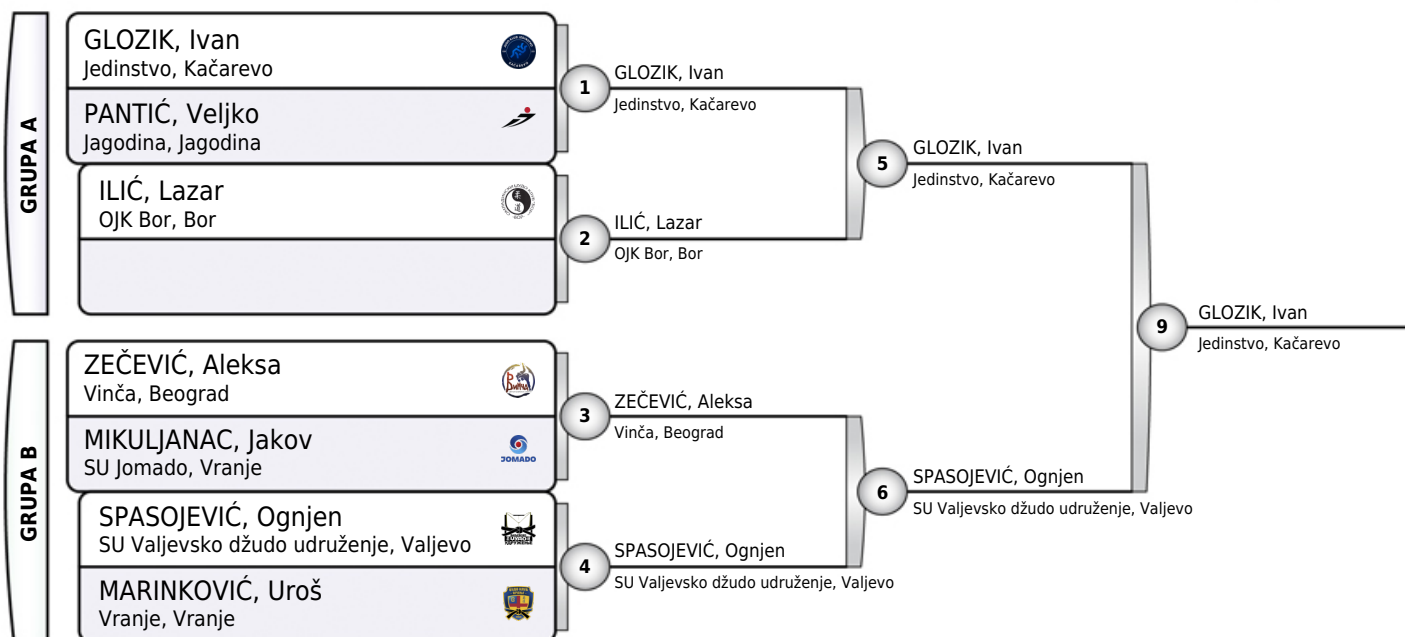 GRUPA A
GLOZIK, Ivan
Jedinstvo, Kačarevo
PANTIĆ, Veljko
Jagodina, Jagodina
ILIĆ, Lazar
OJK Bor, Bor
1
GLOZIK, Ivan
Jedinstvo, Kačarevo
2
ILIĆ, Lazar
OJK Bor, Bor
5
GLOZIK, Ivan
Jedinstvo, Kačarevo
GRUPA B
ZEČEVIĆ, Aleksa
Vinča, Beograd
MIKULJANAC, Jakov
SU Jomado, Vranje
JOMADO
SPASOJEVIĆ, Ognjen
SU Valjevsko džudo udruženje, Valjevo
MARINKOVIĆ, Uroš
Vranje, Vranje
3
ZEČEVIĆ, Aleksa
Vinča, Beograd
4
SPASOJEVIĆ, Ognjen
SU Valjevsko džudo udruženje, Valjevo
6
SPASOJEVIĆ, Ognjen
SU Valjevsko džudo udruženje, Valjevo
9
GLOZIK, Ivan
Jedinstvo, Kačarevo